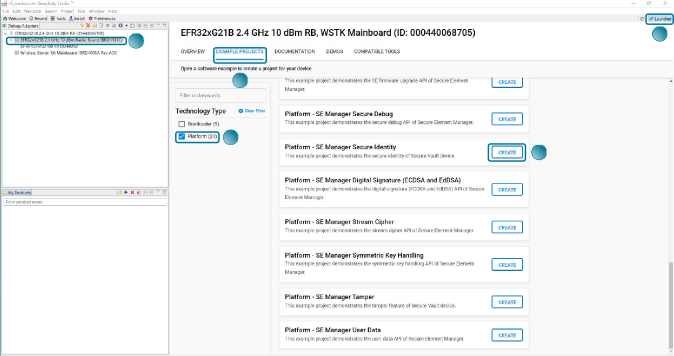 v5_workspace - Simplicity Studio ™
File Edit Navigate Search Project Run Window Help
Welcome Recent Tools Install Preferences
Launcher
Debug Adapters
EFR32xG21B 2.4 GHz 10 dBm RB, WSTK Mainboard (ID: 000440068705)
OVERVIEW EXAMPLE PROJECTS DOCUMENTATION DEMOS COMPATIBLE TOOLS
Open a software example to create a project for your device
Filter on keywords
Technology Type Clear Filter
Bootloader (9)
Platform (21)
This example project demonstrates the SE firmware upgrade API of Secure Element
Manager.
CREATE
Platform - SE Manager Secure Debug
This example project demonstrates the secure debug API of Secure Element Manager.
CREATE
Platform - SE Manager Secure Identity
This example project demonstrates the secure identity of Secure Vault device.
CREATE
Platform - SE Manager Digital Signature (ECDSA and EdDSA)
This example project demonstrates the digital signature (ECDSA and EdDSA) API of Secure
Element Manager.
CREATE
Platform - SE Manager Stream Cipher
This example project demonstrates the stream cipher API of Secure Element Manager.
CREATE
Platform - SE Manager Symmetric Key Handling
This example project demonstrates the symmetric key handling API of Secure Element
Manager.
CREATE
Platform - SE Manager Tamper
This example project demonstrates the tamper feature of Secure Vault device.
CREATE
Platform - SE Manager User Data
This example project demonstrates the user data API of Secure Element Manager.
CREATE
My Products
Enter product name